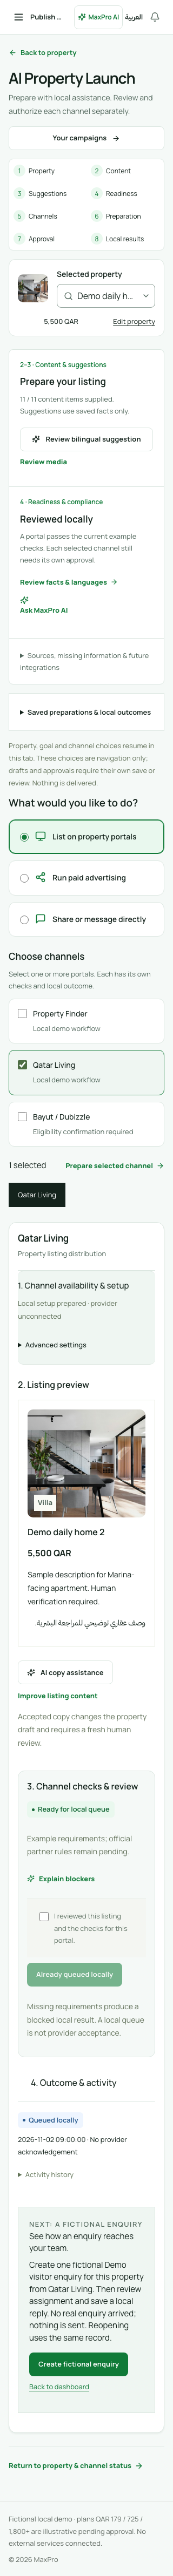 Publish ...
MaxPro AI
العربية
Back to property
AI Property Launch
Prepare with local assistance. Review and
authorize each channel separately.
Your campaigns
1 Property
2 Content
3 Suggestions
4 Readiness
5 Channels
6 Preparation
7 Approval
8 Local results
Selected property
Demo daily h...
5,500 QAR
Edit property
2–3 · Content & suggestions
Prepare your listing
11 / 11 content items supplied.
Suggestions use saved facts only.
Review bilingual suggestion
Review media
4 · Readiness & compliance
Reviewed locally
A portal passes the current example
checks. Each selected channel still
needs its own approval.
Review facts & languages
Ask MaxPro AI
Sources, missing information & future
integrations
Saved preparations & local outcomes
Property, goal and channel choices resume in
this tab. These choices are navigation only;
drafts and approvals require their own save or
review. Nothing is delivered.
What would you like to do?
List on property portals
Run paid advertising
Share or message directly
Choose channels
Select one or more portals. Each has its own
checks and local outcome.
Property Finder
Local demo workflow
Qatar Living
Local demo workflow
Bayut / Dubizzle
Eligibility confirmation required
1 selected
Prepare selected channel
Qatar Living
Qatar Living
Property listing distribution
1. Channel availability & setup
Local setup prepared · provider
unconnected
Advanced settings
2. Listing preview
Villa
Demo daily home 2
5,500 QAR
Sample description for Marina-
facing apartment. Human
verification required.
وصف عقاري توضيحي للمراجعة البشرية.
AI copy assistance
Improve listing content
Accepted copy changes the property
draft and requires a fresh human
review.
3. Channel checks & review
Ready for local queue
Example requirements; official
partner rules remain pending.
Explain blockers
I reviewed this listing
and the checks for this
portal.
Already queued locally
Missing requirements produce a
blocked local result. A local queue
is not provider acceptance.
4. Outcome & activity
Queued locally
2026-11-02 09:00:00 · No provider
acknowledgement
Activity history
NEXT: A FICTIONAL ENQUIRY
See how an enquiry reaches
your team.
Create one fictional Demo
visitor enquiry for this property
from Qatar Living. Then review
assignment and save a local
reply. No real enquiry arrived;
nothing is sent. Reopening
uses the same record.
Create fictional enquiry
Back to dashboard
Return to property & channel status
Fictional local demo · plans QAR 179 / 725 /
1,800+ are illustrative pending approval. No
external services connected.
© 2026 MaxPro